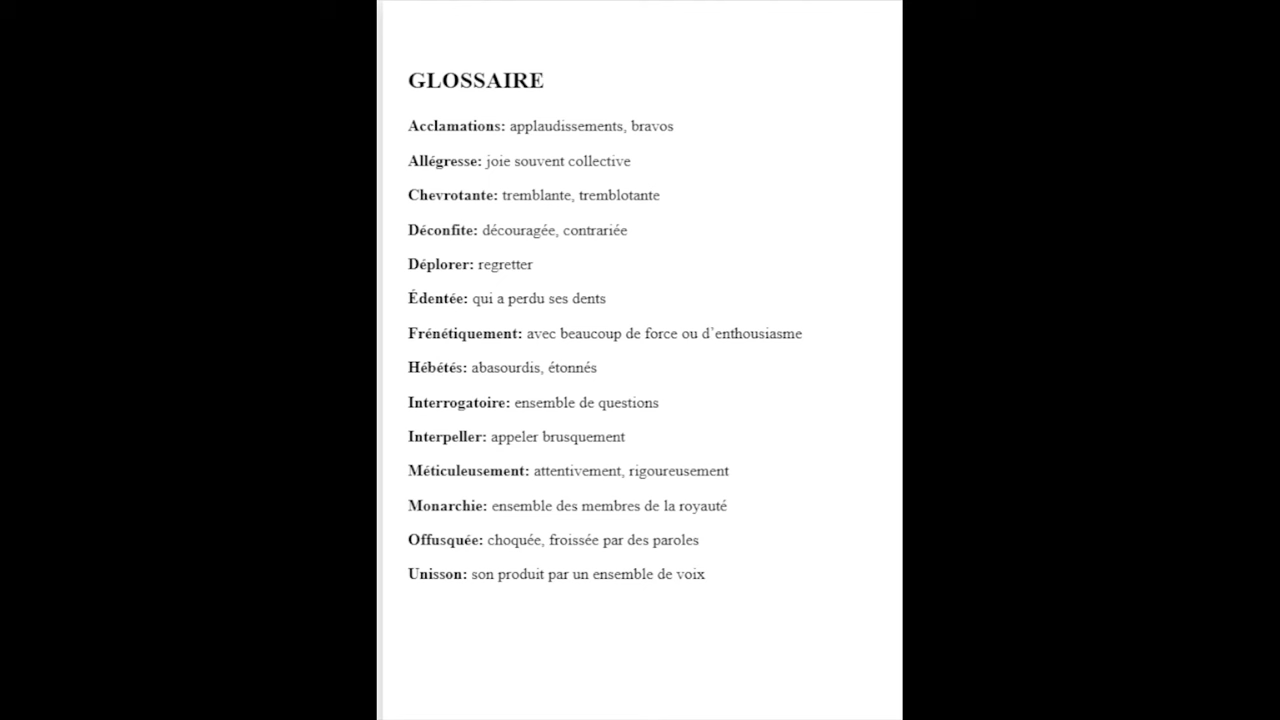 GLOSSAIRE
Acclamations: applaudissements, bravos
Allégresse: joie souvent collective
Chevrotante: tremblante, tremblotante
Déconfite: découragée, contrariée
Déplorer: regretter
Édentée: qui a perdu ses dents
Frénétiquement: avec beaucoup de force ou d’enthousiasme
Hébétés: abasourdis, étonnés
Interrogatoire: ensemble de questions
Interpeller: appeler brusquement
Méticuleusement: attentivement, rigoureusement
Monarchie: ensemble des membres de la royauté
Offusquée: choquée, froissée par des paroles
Unisson: son produit par un ensemble de voix